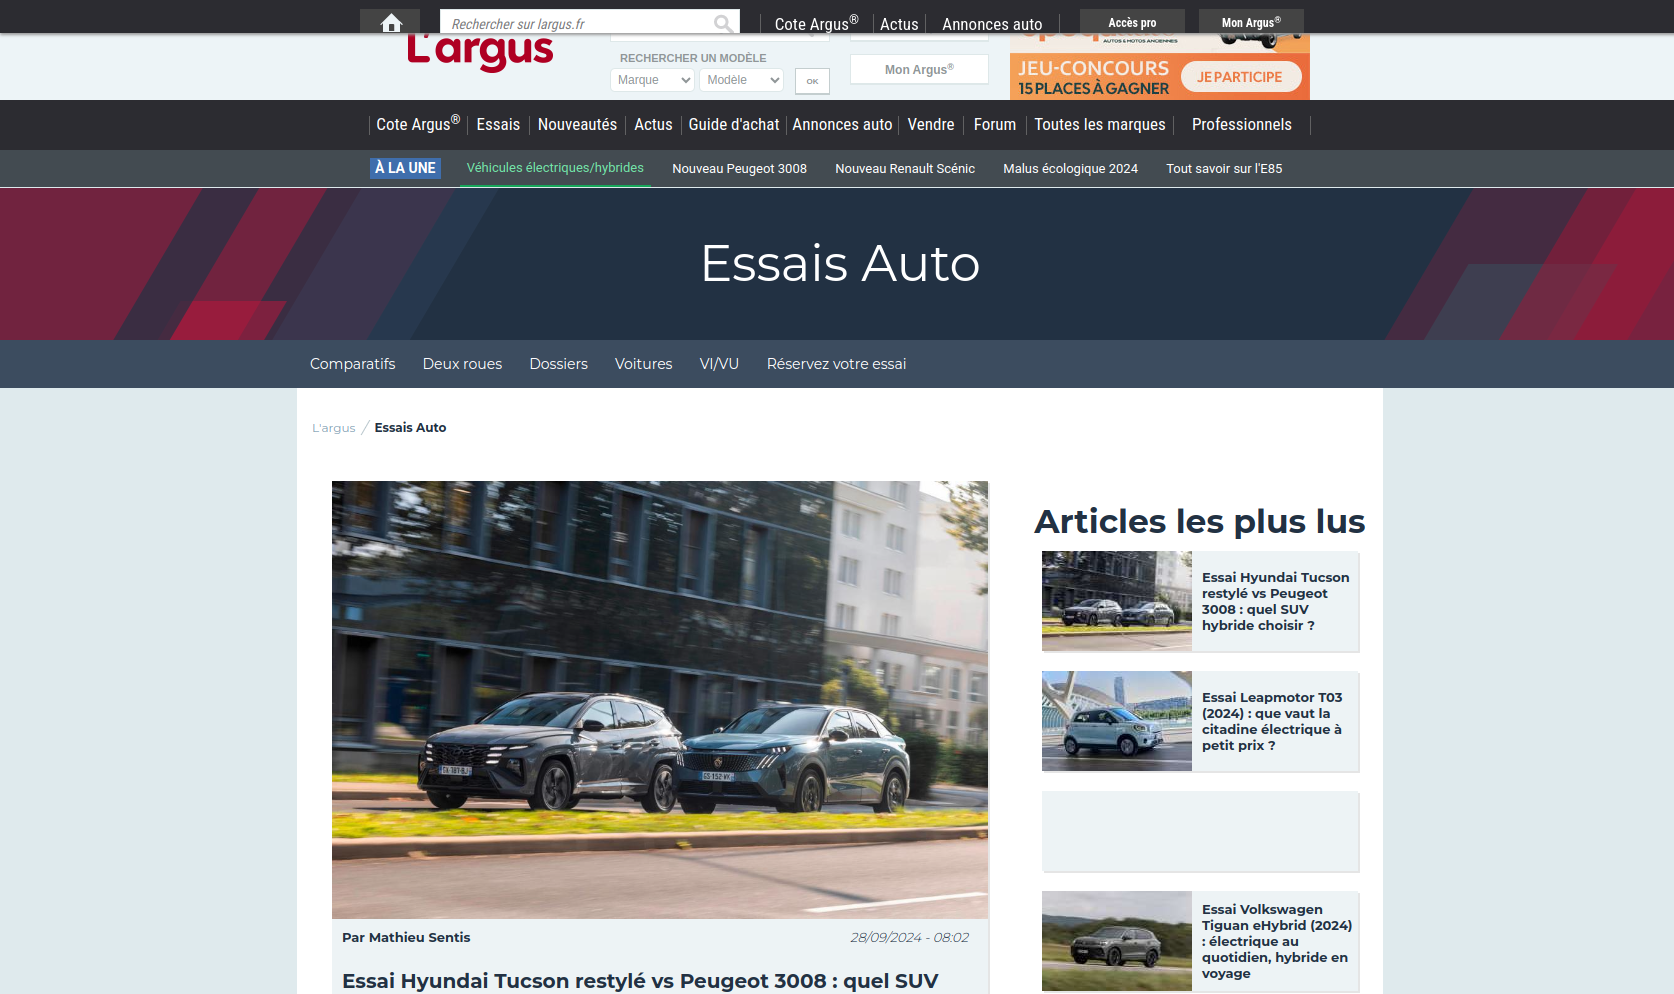 Rechercher sur largus.fr
Cote Argus®
Actus
Annonces auto
Accès pro
Mon Argus®
L'argus
RECHERCHER UN MODÈLE
Marque
Modèle
OK
Mon Argus®
AUTOS & MOTOS ANCIENNES
JEU-CONCOURS
15 PLACES À GAGNER
JE PARTICIPE
Cote Argus®
Essais
Nouveautés
Actus
Guide d'achat
Annonces auto
Vendre
Forum
Toutes les marques
Professionnels
À LA UNE
Véhicules électriques/hybrides
Nouveau Peugeot 3008
Nouveau Renault Scénic
Malus écologique 2024
Tout savoir sur l'E85
Essais Auto
Comparatifs
Deux roues
Dossiers
Voitures
VI/VU
Réservez votre essai
L'argus / Essais Auto
GS-152-VK
Par Mathieu Sentis
28/09/2024 - 08:02
Essai Hyundai Tucson restylé vs Peugeot 3008 : quel SUV
Articles les plus lus
Essai Hyundai Tucson
restylé vs Peugeot
3008 : quel SUV
hybride choisir ?
Essai Leapmotor T03
(2024) : que vaut la
citadine électrique à
petit prix ?
Essai Volkswagen
Tiguan eHybrid (2024)
: électrique au
quotidien, hybride en
voyage